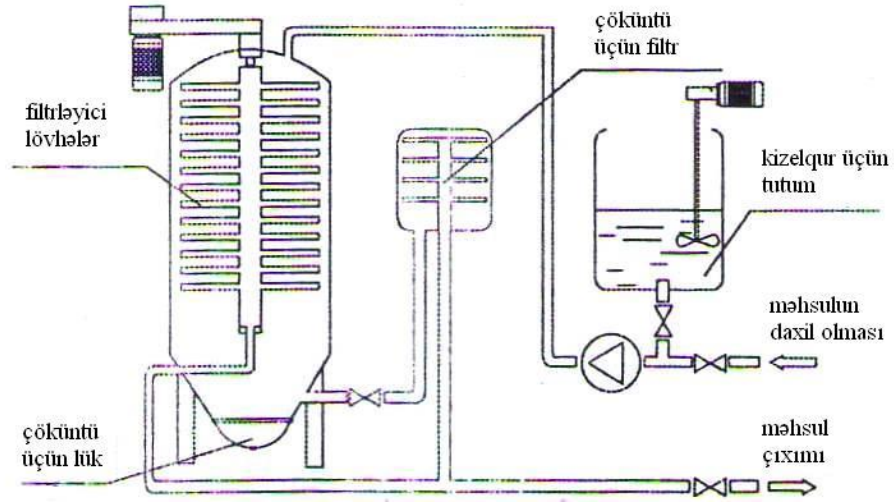 çöküntü
üçün filtr
filtrləyici
lövhələr
kizelqur üçün
tutum
məhsulun
daxil olması
çöküntü
üçün lük
məhsul
çıxımı